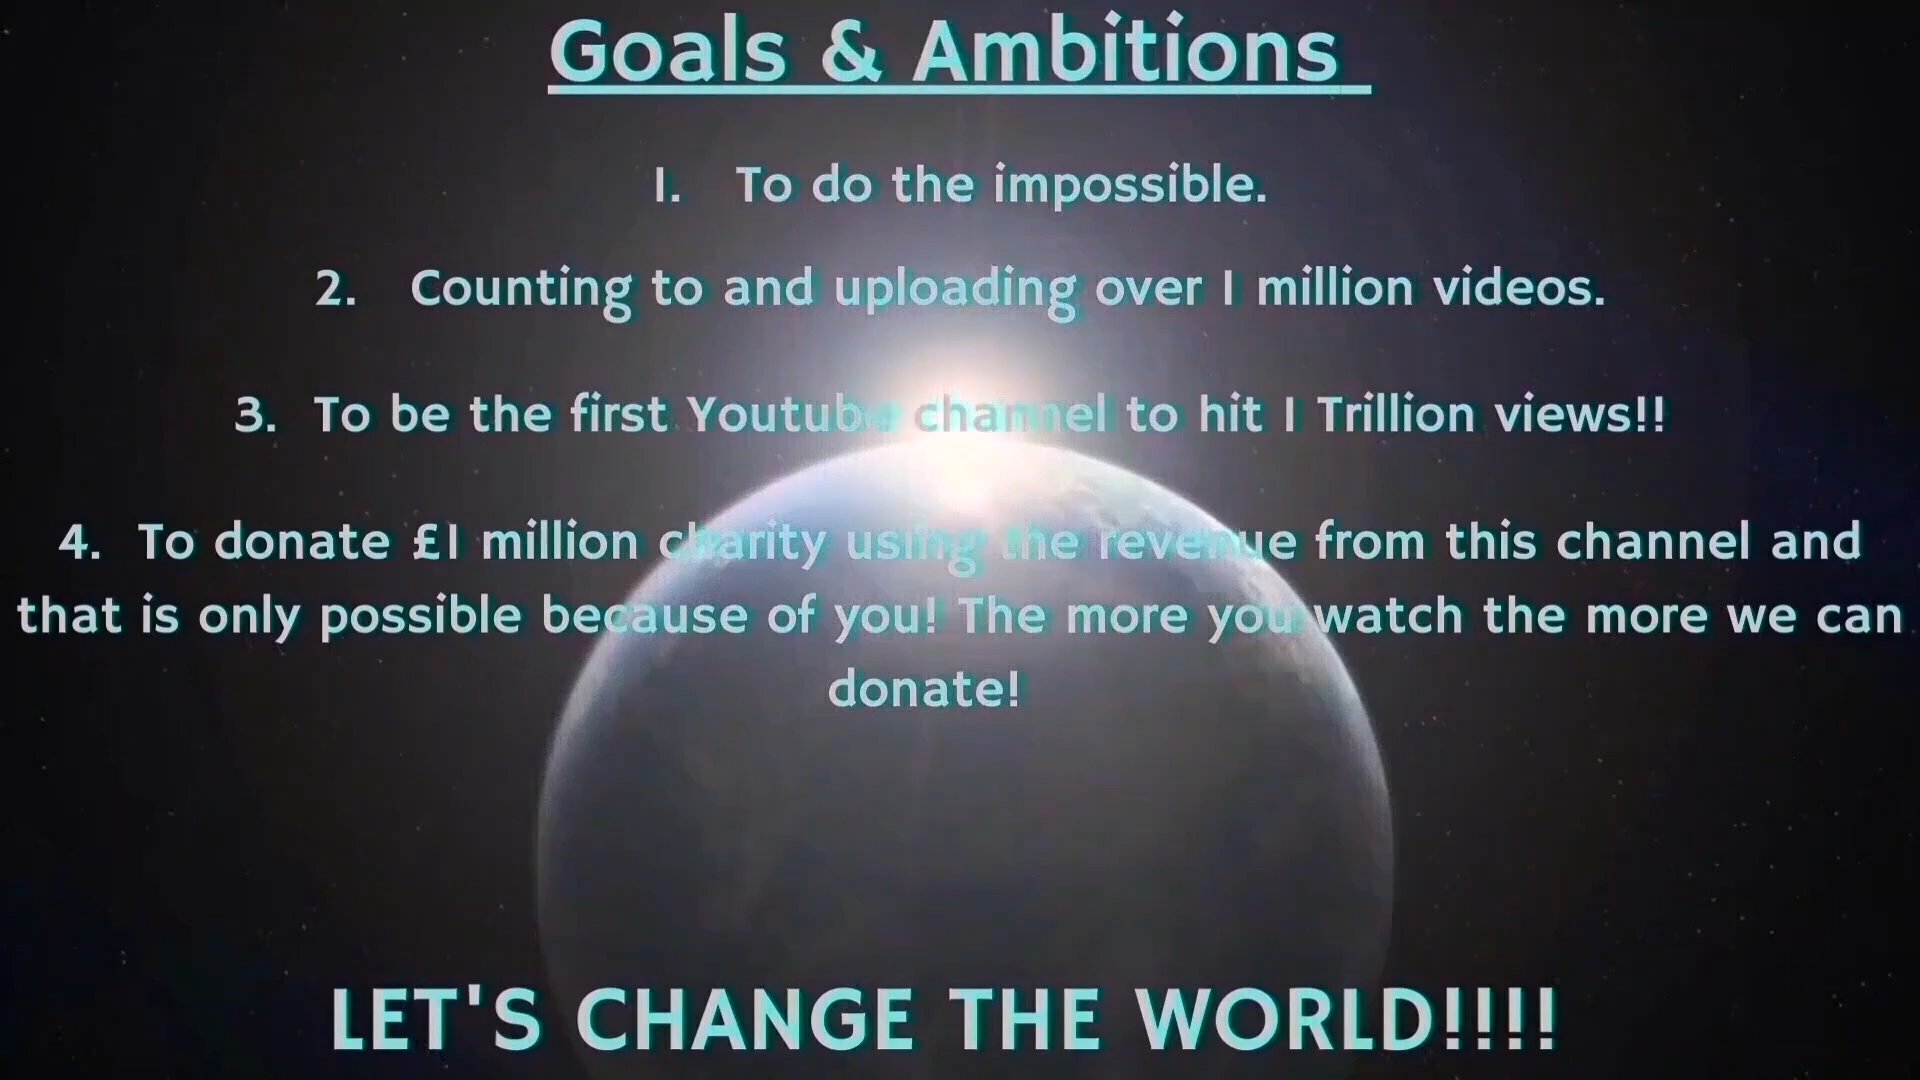 Goals & Ambitions
1. To do the impossible.
2. Counting to and uploading over 1 million videos.
3. To be the first Youtube channel to hit 1 Trillion views!!
4. To donate £1 million charity using the revenue from this channel and
that is only possible because of you! The more you watch the more we can
donate!
LET'S CHANGE THE WORLD!!!!